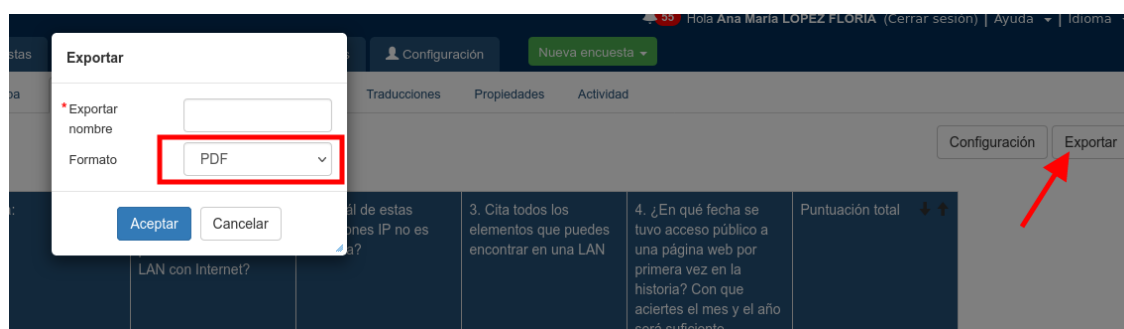 55 Hola Ana María LÓPEZ FLORIA (Cerrar sesión) | Ayuda | Idioma
stas Configuración Nueva encuesta
Exportar
Traducciones Propiedades Actividad
*Exportar
nombre
Formato PDF
Configuración Exportar
Aceptar Cancelar
ál de estas
ones IP no es
a?
LAN con Internet?
3. Cita todos los
elementos que puedes
encontrar en una LAN
4. ¿En qué fecha se
tuvo acceso público a
una página web por
primera vez en la
historia? Con que
aciertes el mes y el año
será suficiente
Puntuación total